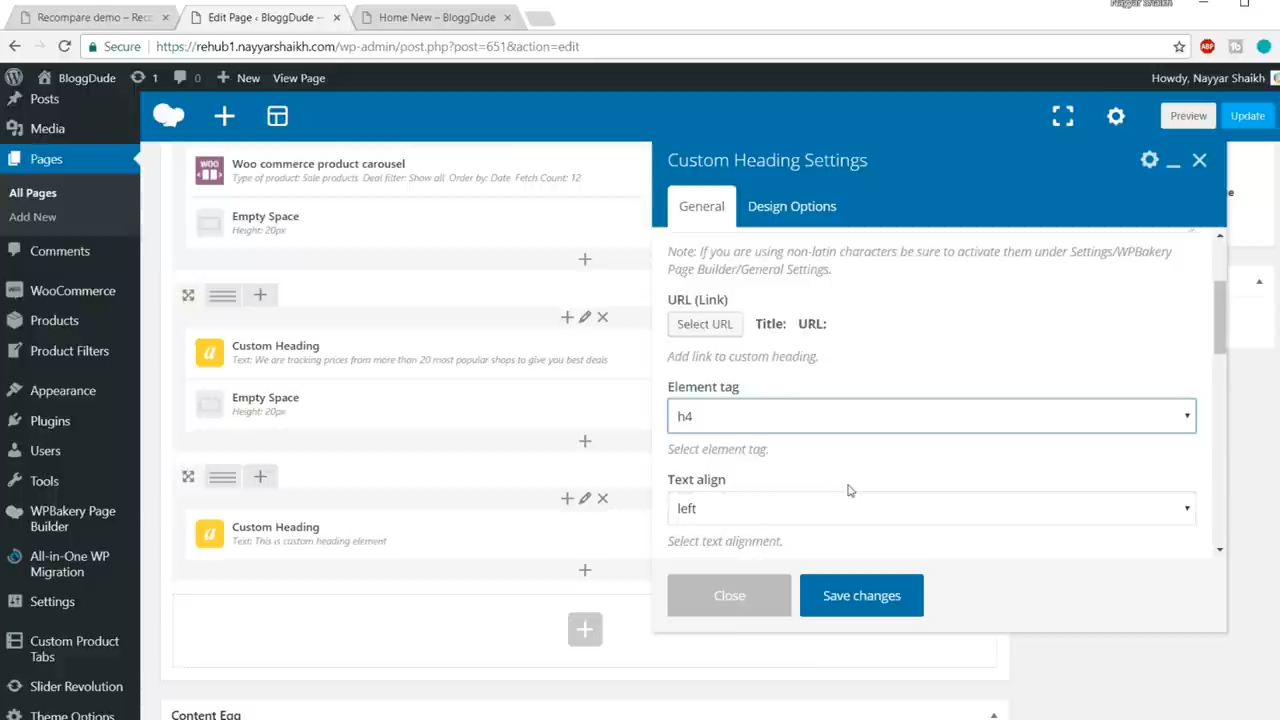 Nayyar Shaikh
Recompare demo – Rec
Edit Page ‹ BloggDude —
Home New – BloggDude
Secure
https://rehub1.nayyarshaikh.com/wp-admin/post.php?post=651&action=edit
ABP
BloggDude
1
0
New
View Page
Howdy, Nayyar Shaikh
Posts
Media
Pages
All Pages
Add New
Comments
WooCommerce
Products
Product Filters
Appearance
Plugins
Users
Tools
WPBakery Page
Builder
All-in-One WP
Migration
Settings
Custom Product
Tabs
Slider Revolution
Theme Options
Preview
Update
WOO
Woo commerce product carousel
Type of product: Sale products Deal filter: Show all Order by: Date Fetch Count: 12
Empty Space
Height: 20px
Custom Heading
Text: We are tracking prices from more than 20 most popular shops to give you best deals
Empty Space
Height: 20px
Custom Heading
Text: This is custom heading element
Content Egg
Custom Heading Settings
General
Design Options
Note: If you are using non-latin characters be sure to activate them under Settings/WPBakery
Page Builder/General Settings.
URL (Link)
Select URL
Title: URL:
Add link to custom heading.
Element tag
h4
Select element tag.
Text align
left
Select text alignment.
Close
Save changes